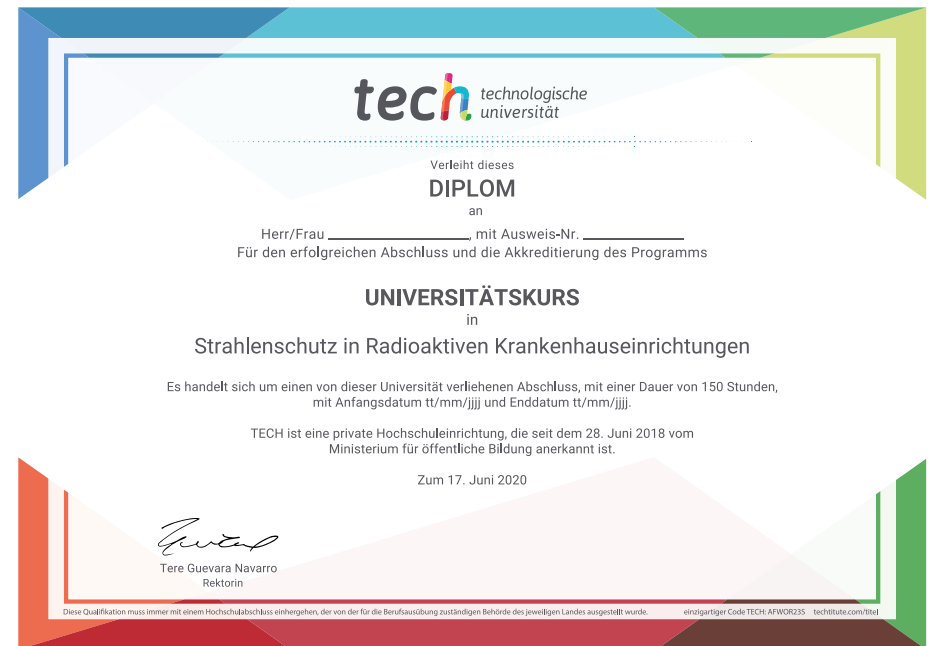 tech technologische
universität
Verleiht dieses
DIPLOM
an
Herr/Frau ____________, mit Ausweis-Nr. ____________
Für den erfolgreichen Abschluss und die Akkreditierung des Programms
UNIVERSITÄTSKURS
in
Strahlenschutz in Radioaktiven Krankenhauseinrichtungen
Es handelt sich um einen von dieser Universität verliehenen Abschluss, mit einer Dauer von 150 Stunden,
mit Anfangsdatum tt/mm/jjjj und Enddatum tt/mm/jjjj.
TECH ist eine private Hochschuleinrichtung, die seit dem 28. Juni 2018 vom
Ministerium für öffentliche Bildung anerkannt ist.
Zum 17. Juni 2020
Tere Guevara Navarro
Rektorin
Diese Qualifikation muss immer mit einem Hochschulabschluss einhergehen, der von der für die Berufsausübung zuständigen Behörde des jeweiligen Landes ausgestellt wurde. einzigartiger Code TECH: AFWOR23S techtitute.com/titel